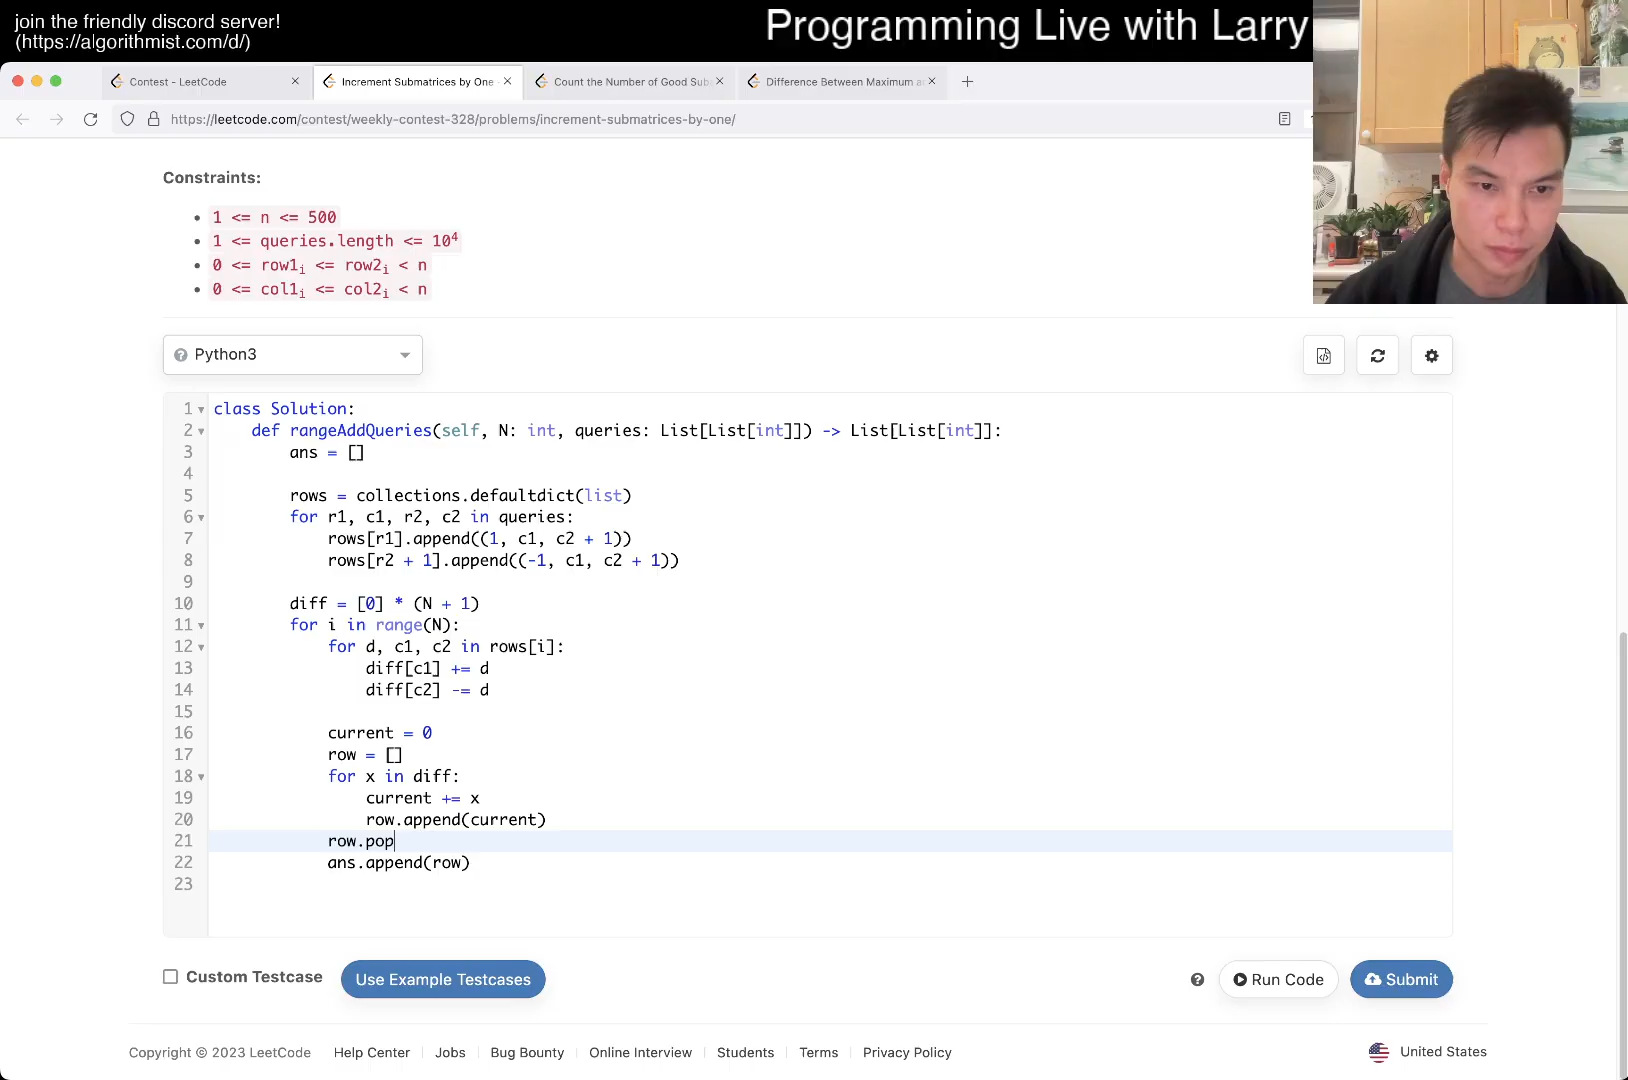 join the friendly discord server!
(https://algorithmist.com/d/)
Programming Live with Larry
Contest - LeetCode
Increment Submatrices by One -
Count the Number of Good Sub
Difference Between Maximum a
https://leetcode.com/contest/weekly-contest-328/problems/increment-submatrices-by-one/
Constraints:
• 1 <= n <= 500
• 1 <= queries.length <= 10⁴
• 0 <= row1ᵢ <= row2ᵢ < n
• 0 <= col1ᵢ <= col2ᵢ < n
Python3
1 class Solution:
2     def rangeAddQueries(self, N: int, queries: List[List[int]]) -> List[List[int]]:
3         ans = []
4
5         rows = collections.defaultdict(list)
6         for r1, c1, r2, c2 in queries:
7             rows[r1].append((1, c1, c2 + 1))
8             rows[r2 + 1].append((-1, c1, c2 + 1))
9
10         diff = [0] * (N + 1)
11         for i in range(N):
12             for d, c1, c2 in rows[i]:
13                 diff[c1] += d
14                 diff[c2] -= d
15
16             current = 0
17             row = []
18             for x in diff:
19                 current += x
20                 row.append(current)
21             row.pop
22             ans.append(row)
23
Custom Testcase
Use Example Testcases
Run Code
Submit
Copyright © 2023 LeetCode
Help Center
Jobs
Bug Bounty
Online Interview
Students
Terms
Privacy Policy
United States